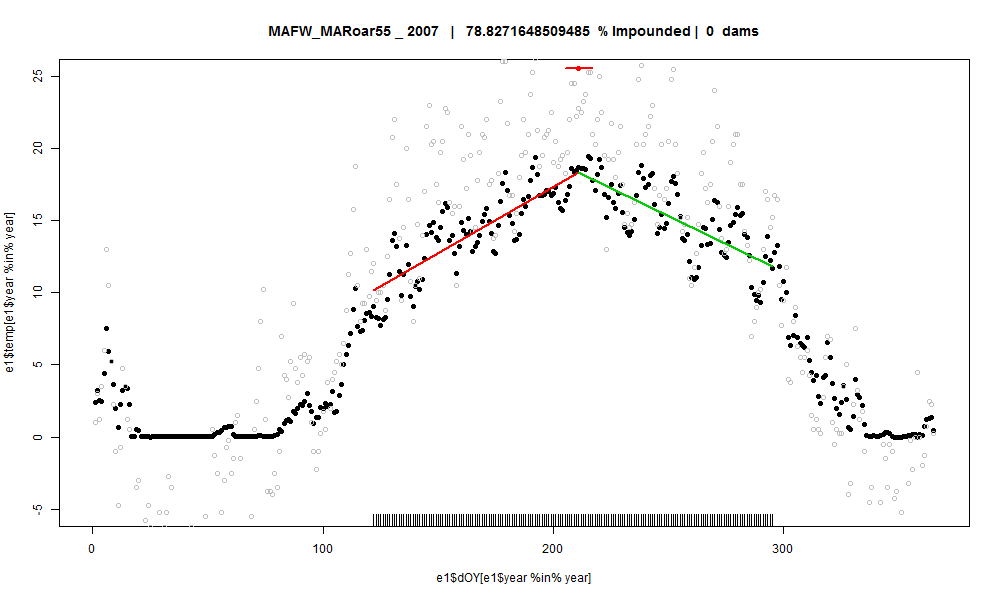 MAFW_MARoar55 _ 2007 | 78.8271648509485 % Impounded | 0 dams
25
20
15
10
5
0
-5
e1$temp[e1$year %in% year]
0 100 200 300
e1$dOY[e1$year %in% year]